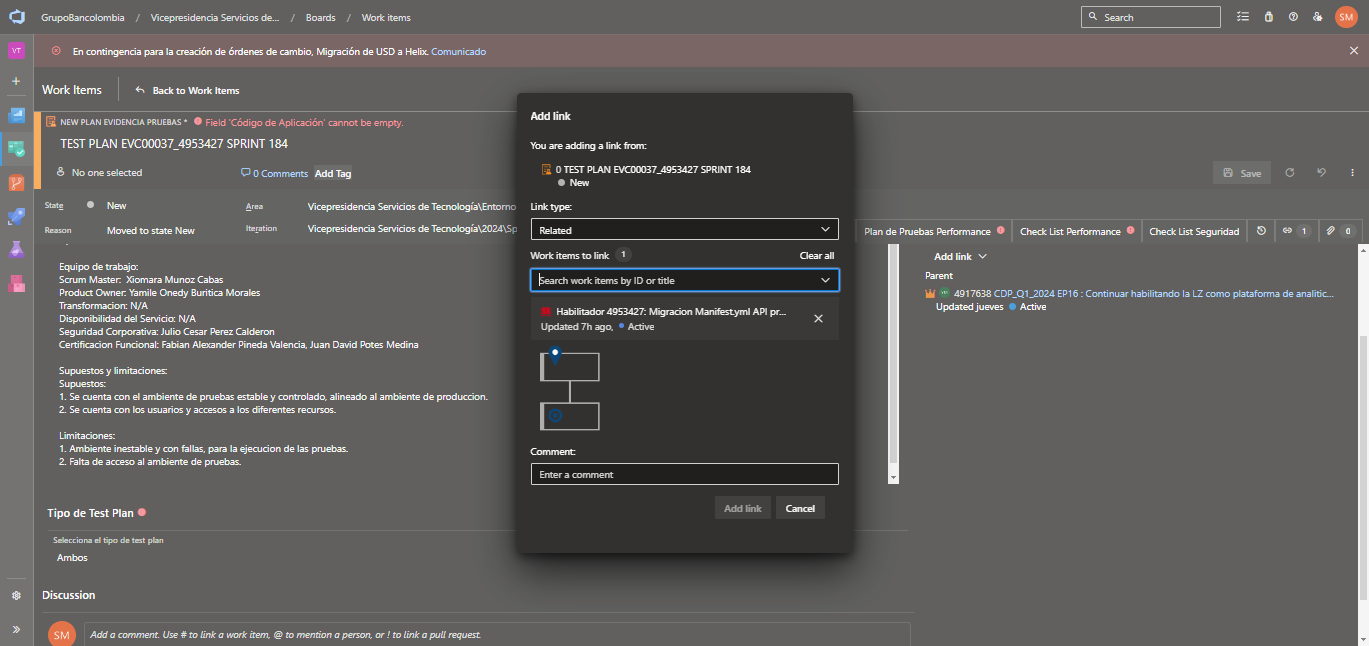 GrupoBancolombia / Vicepresidencia Servicios de... / Boards / Work items
Search
SM
VT
En contingencia para la creación de órdenes de cambio, Migración de USD a Helix. Comunicado
Work Items
Back to Work Items
NEW PLAN EVIDENCIA PRUEBAS * Field 'Código de Aplicación' cannot be empty.
TEST PLAN EVC00037_4953427 SPRINT 184
No one selected
0 Comments
Add Tag
Save
State
New
Area
Vicepresidencia Servicios de Tecnología\Entorno
Reason
Moved to state New
Iteration
Vicepresidencia Servicios de Tecnología\2024\Sp
Plan de Pruebas Performance
Check List Performance
Check List Seguridad
1
0
Equipo de trabajo:
Scrum Master: Xiomara Munoz Cabas
Product Owner: Yamile Onedy Buritica Morales
Transformacion: N/A
Disponibilidad del Servicio: N/A
Seguridad Corporativa: Julio Cesar Perez Calderon
Certificacion Funcional: Fabian Alexander Pineda Valencia, Juan David Potes Medina
Supuestos y limitaciones:
Supuestos:
1. Se cuenta con el ambiente de pruebas estable y controlado, alineado al ambiente de produccion.
2. Se cuenta con los usuarios y accesos a los diferentes recursos.
Limitaciones:
1. Ambiente inestable y con fallas, para la ejecucion de las pruebas.
2. Falta de acceso al ambiente de pruebas.
Tipo de Test Plan
Selecciona el tipo de test plan
Ambos
Discussion
SM
Add a comment. Use # to link a work item, @ to mention a person, or ! to link a pull request.
Add link
You are adding a link from:
0 TEST PLAN EVC00037_4953427 SPRINT 184
New
Link type:
Related
Work items to link 1
Clear all
Search work items by ID or title
Habilitador 4953427: Migracion Manifest.yml API pr...
Updated 7h ago, Active
Comment:
Enter a comment
Add link
Cancel
Add link
Parent
4917638 CDP_Q1_2024 EP16 : Continuar habilitando la LZ como plataforma de analitic...
Updated jueves Active